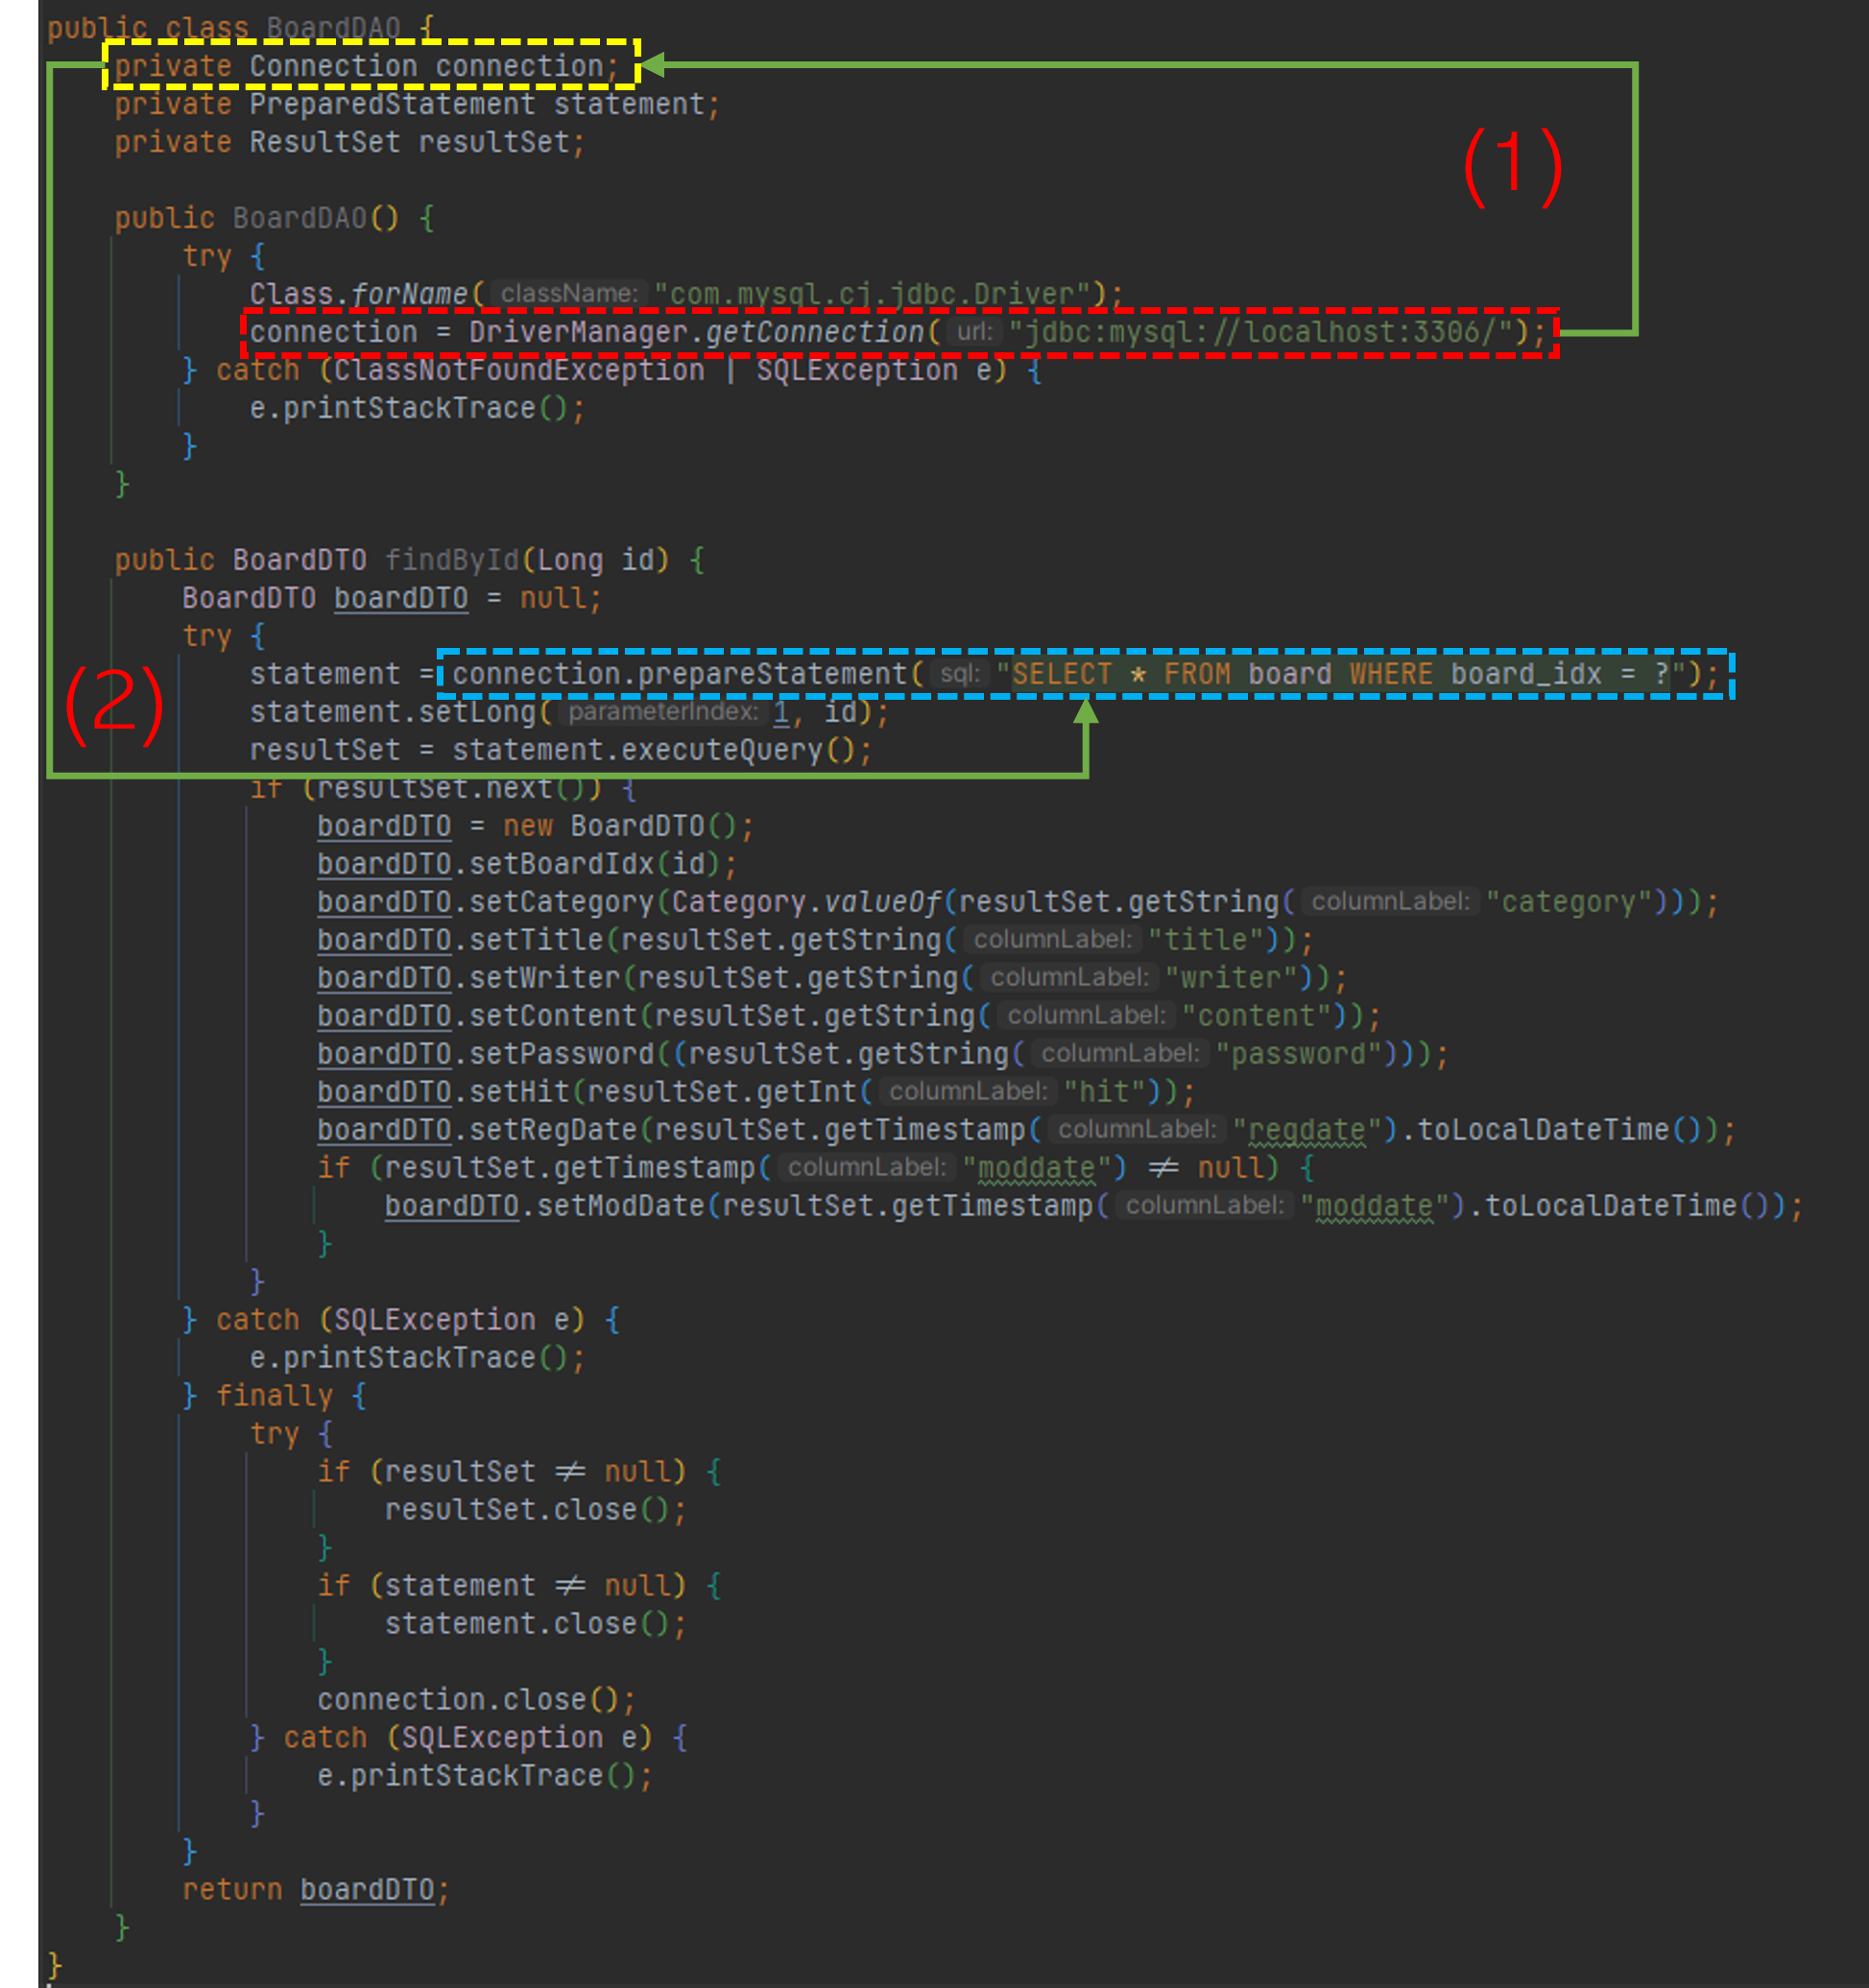 public class BoardDAO {
private Connection connection;
private PreparedStatement statement;
private ResultSet resultSet;
(1)
public BoardDAO() {
try {
Class.forName( className: "com.mysql.cj.jdbc.Driver");
connection = DriverManager.getConnection( url: "jdbc:mysql://localhost:3306/");
} catch (ClassNotFoundException | SQLException e) {
e.printStackTrace();
}
}
public BoardDTO findById(Long id) {
BoardDTO boardDTO = null;
try {
statement = connection.prepareStatement( sql: "SELECT * FROM board WHERE board_idx = ?");
(2)
statement.setLong( parameterIndex: 1, id);
resultSet = statement.executeQuery();
if (resultSet.next()) {
boardDTO = new BoardDTO();
boardDTO.setBoardIdx(id);
boardDTO.setCategory(Category.valueOf(resultSet.getString( columnLabel: "category")));
boardDTO.setTitle(resultSet.getString( columnLabel: "title"));
boardDTO.setWriter(resultSet.getString( columnLabel: "writer"));
boardDTO.setContent(resultSet.getString( columnLabel: "content"));
boardDTO.setPassword((resultSet.getString( columnLabel: "password")));
boardDTO.setHit(resultSet.getInt( columnLabel: "hit"));
boardDTO.setRegDate(resultSet.getTimestamp( columnLabel: "regdate").toLocalDateTime());
if (resultSet.getTimestamp( columnLabel: "moddate") ≠ null) {
boardDTO.setModDate(resultSet.getTimestamp( columnLabel: "moddate").toLocalDateTime());
}
}
} catch (SQLException e) {
e.printStackTrace();
} finally {
try {
if (resultSet ≠ null) {
resultSet.close();
}
if (statement ≠ null) {
statement.close();
}
connection.close();
} catch (SQLException e) {
e.printStackTrace();
}
}
return boardDTO;
}
}